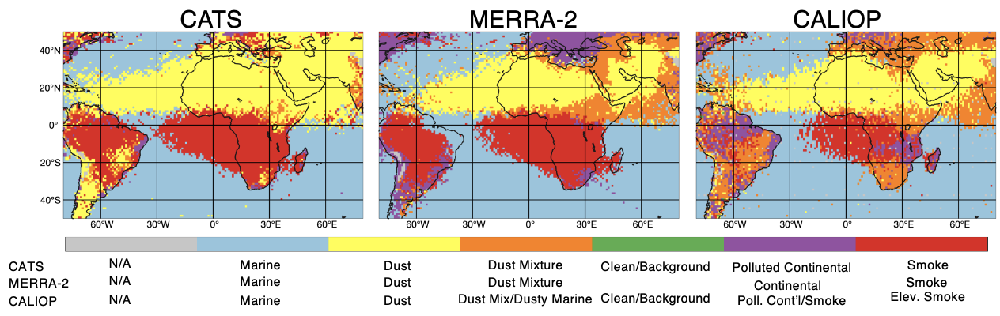 CATS MERRA-2 CALIOP
40°N
20°N
0°
20°S
40°S
60°W 30°W 0° 30°E 60°E 60°W 30°W 0° 30°E 60°E 60°W 30°W 0° 30°E 60°E
CATS N/A Marine Dust Dust Mixture Clean/Background Polluted Continental Smoke
MERRA-2 N/A Marine Dust Dust Mixture Continental Smoke
CALIOP N/A Marine Dust Dust Mix/Dusty Marine Clean/Background Poll. Cont'l/Smoke Elev. Smoke